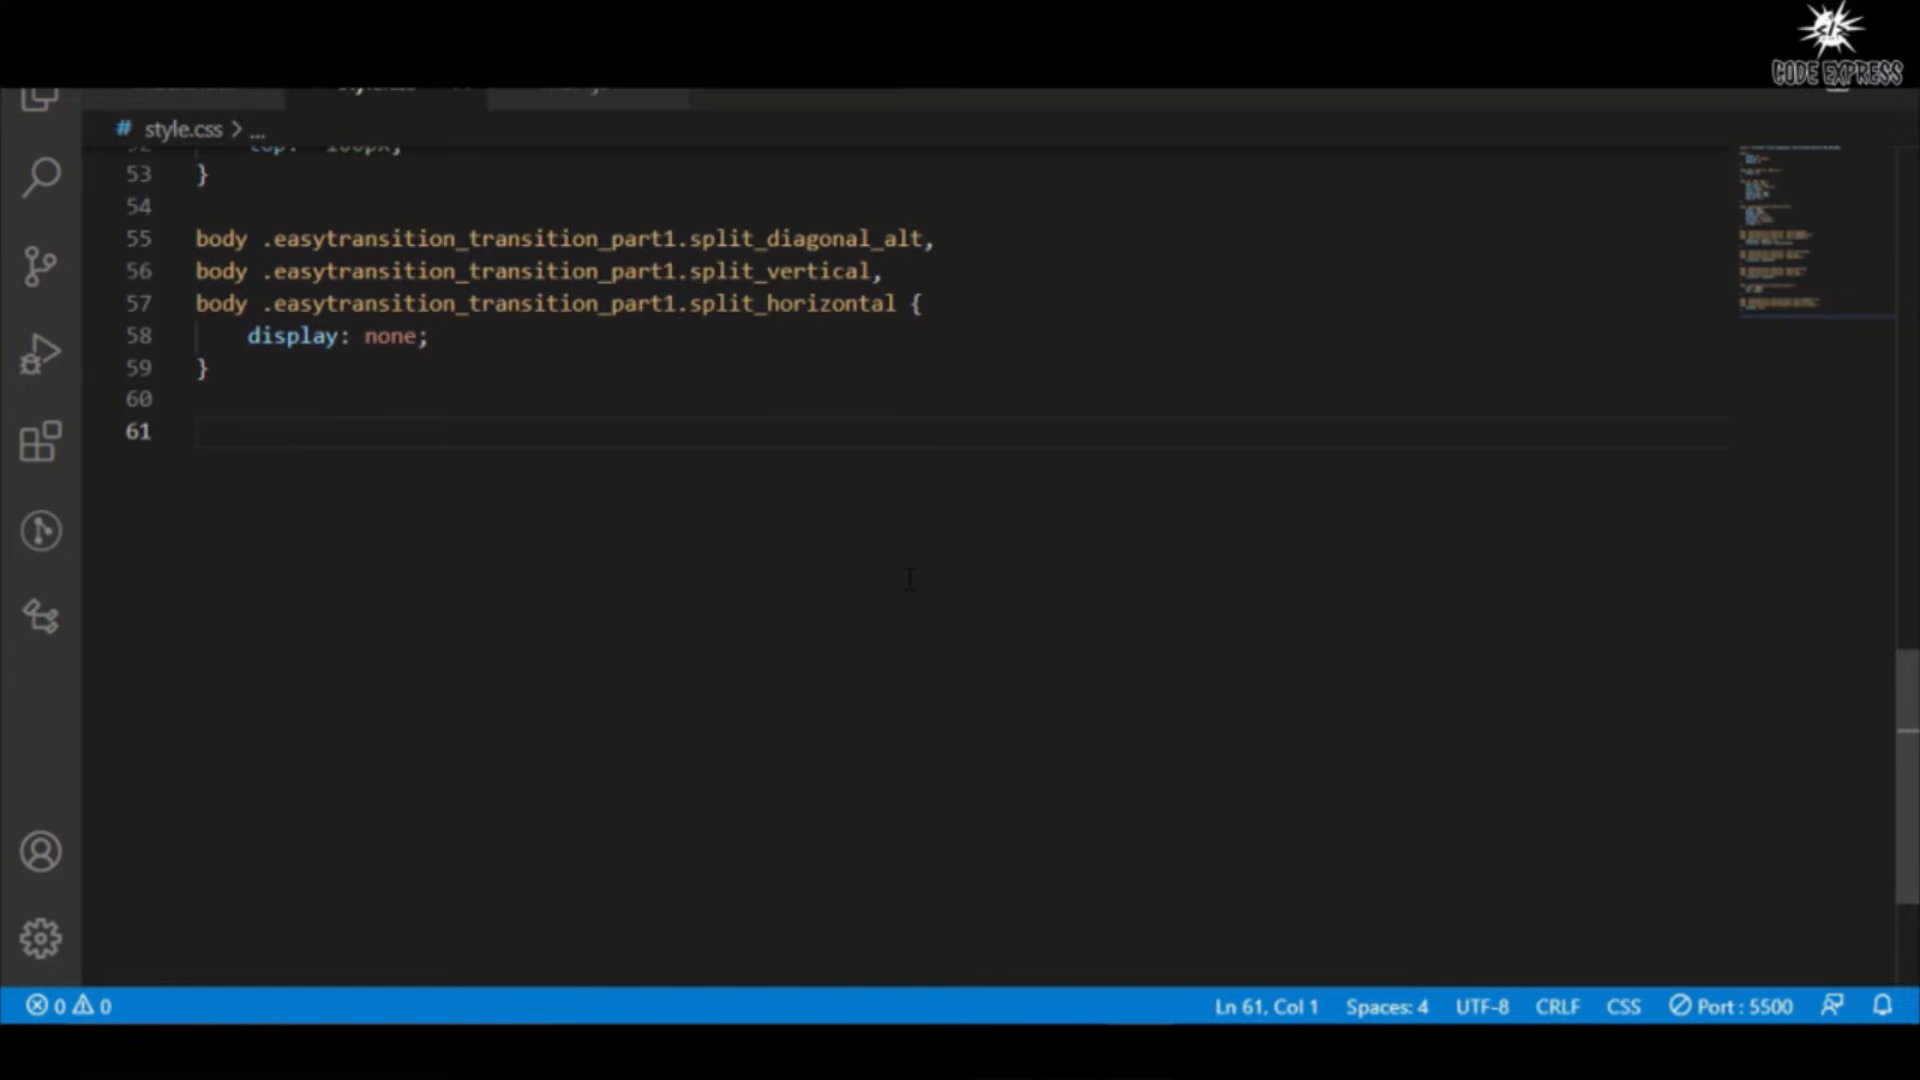 CODE EXPRESS
# style.css > ...
53 }
54
55 body .easytransition_transition_part1.split_diagonal_alt,
56 body .easytransition_transition_part1.split_vertical,
57 body .easytransition_transition_part1.split_horizontal {
58 display: none;
59 }
60
61
0 0
Ln 61, Col 1 Spaces: 4 UTF-8 CRLF CSS Port : 5500